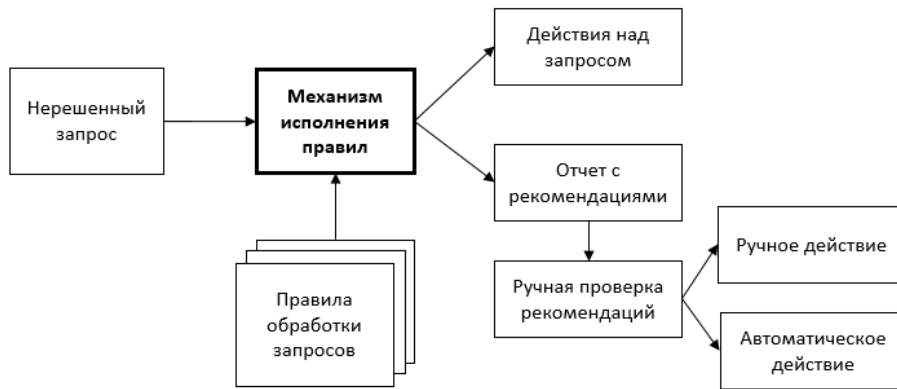 Нерешенный
запрос
Механизм
исполнения
правил
Действия над
запросом
Отчет с
рекомендациями
Правила
обработки
запросов
Ручная проверка
рекомендаций
Ручное действие
Автоматическое
действие